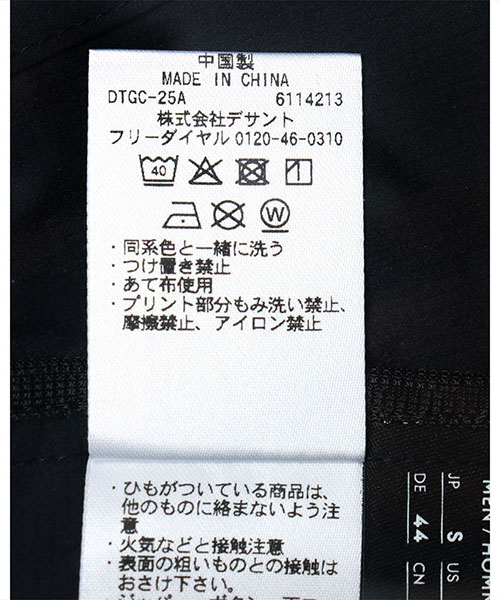 中国製
MADE IN CHINA
DTGC-25A 6114213
株式会社デサント
フリーダイヤル 0120-46-0310
40
W
・同系色と一緒に洗う
・つけ置き禁止
・あて布使用
・プリント部分もみ洗い禁止、
摩擦禁止、アイロン禁止
・ひもがついている商品は、
他のものに絡まないよう注
意
・火気などと接触注意
・表面の粗いものとの接触は
おさけ下さい。
MEN / HOMM
JP S US
DE 44 CN